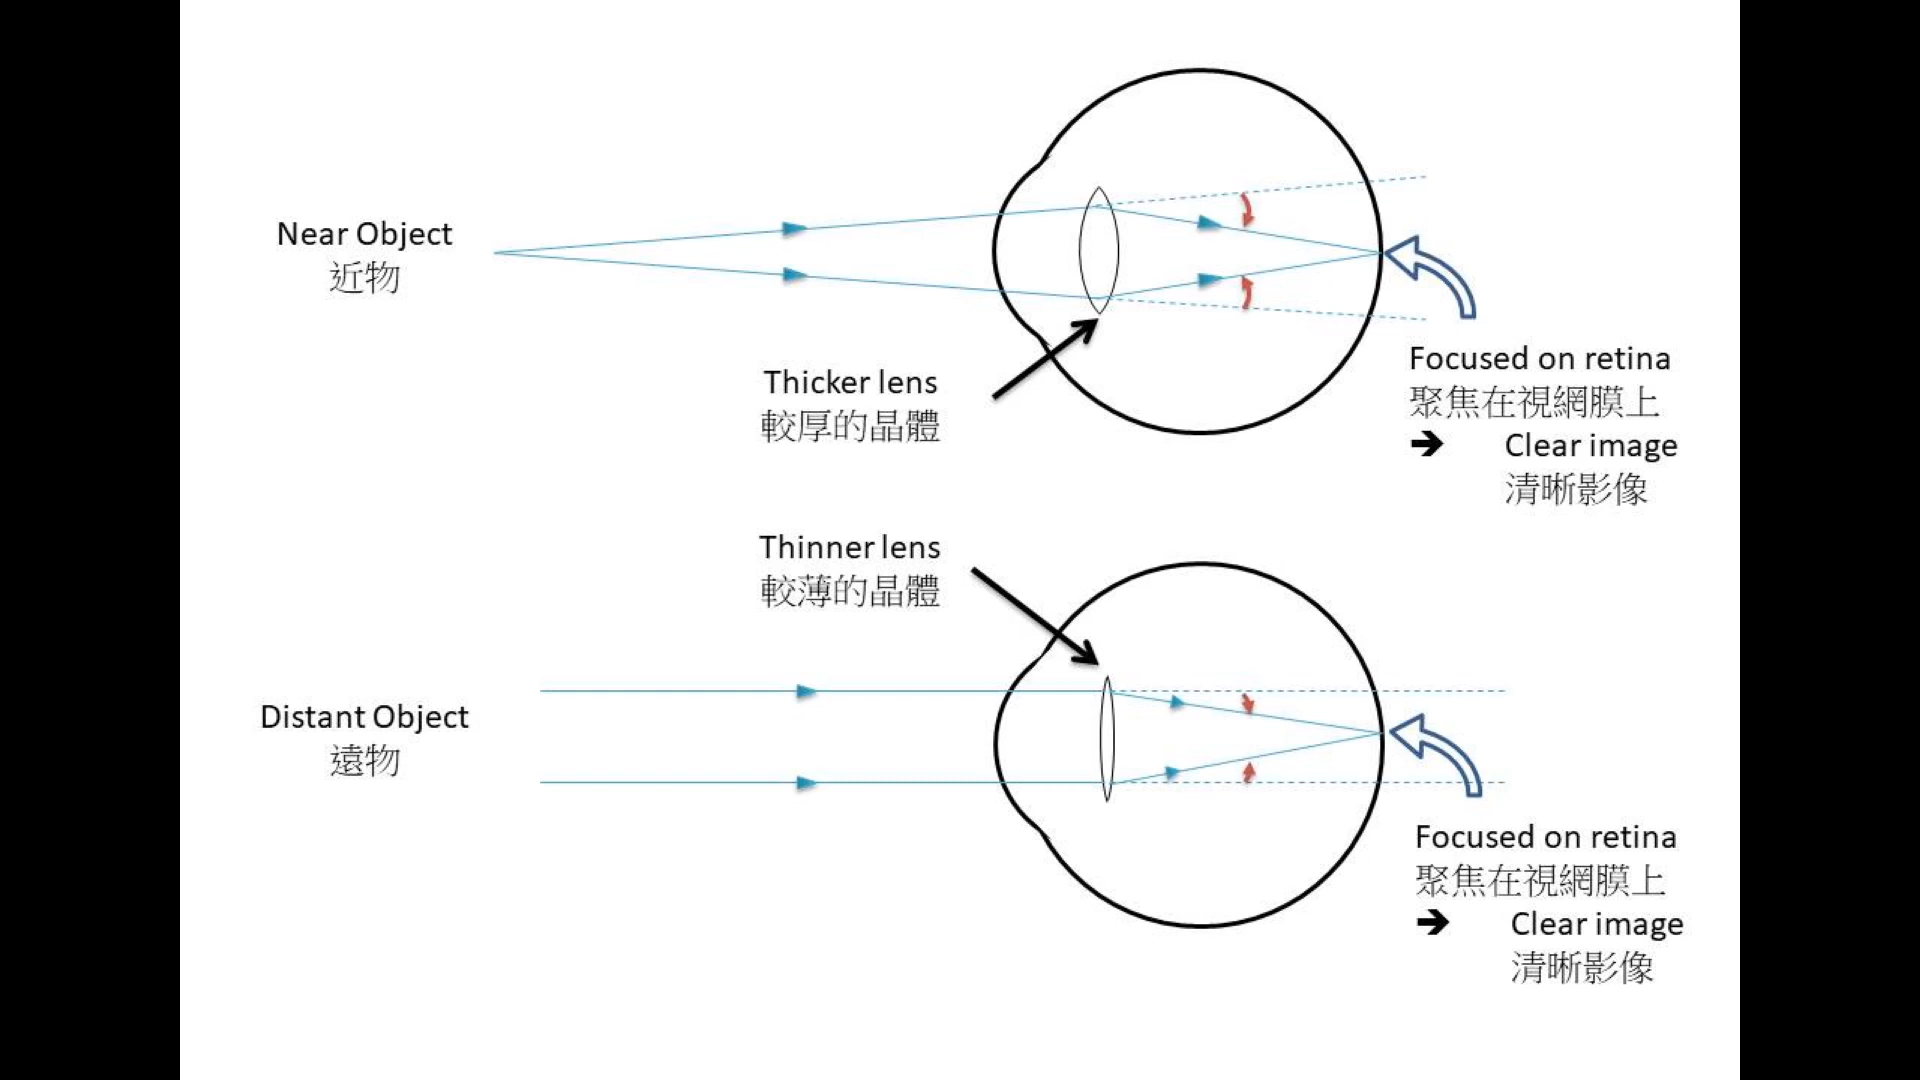 Near Object
近物
Thicker lens
較厚的晶體
Focused on retina
聚焦在視網膜上
➔ Clear image
清晰影像
Thinner lens
較薄的晶體
Distant Object
遠物
Focused on retina
聚焦在視網膜上
➔ Clear image
清晰影像